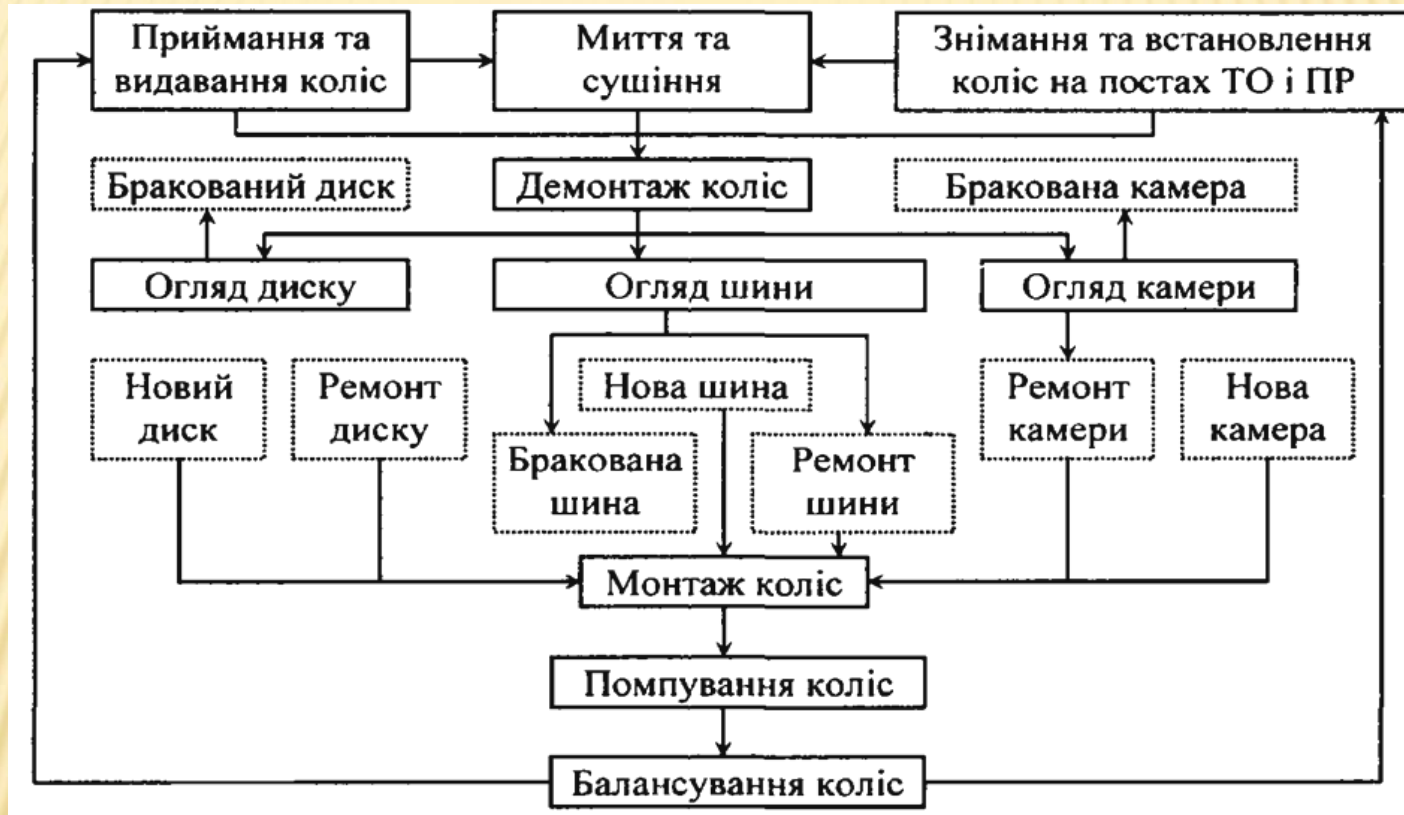 Приймання та
видавання коліс
Миття та
сушіння
Знімання та встановлення
коліс на постах ТО і ПР
Бракований диск
Демонтаж коліс
Бракована камера
Огляд диску
Огляд шини
Огляд камери
Новий
диск
Ремонт
диску
Нова шина
Ремонт
камери
Нова
камера
Бракована
шина
Ремонт
шини
Монтаж коліс
Помпування коліс
Балансування коліс